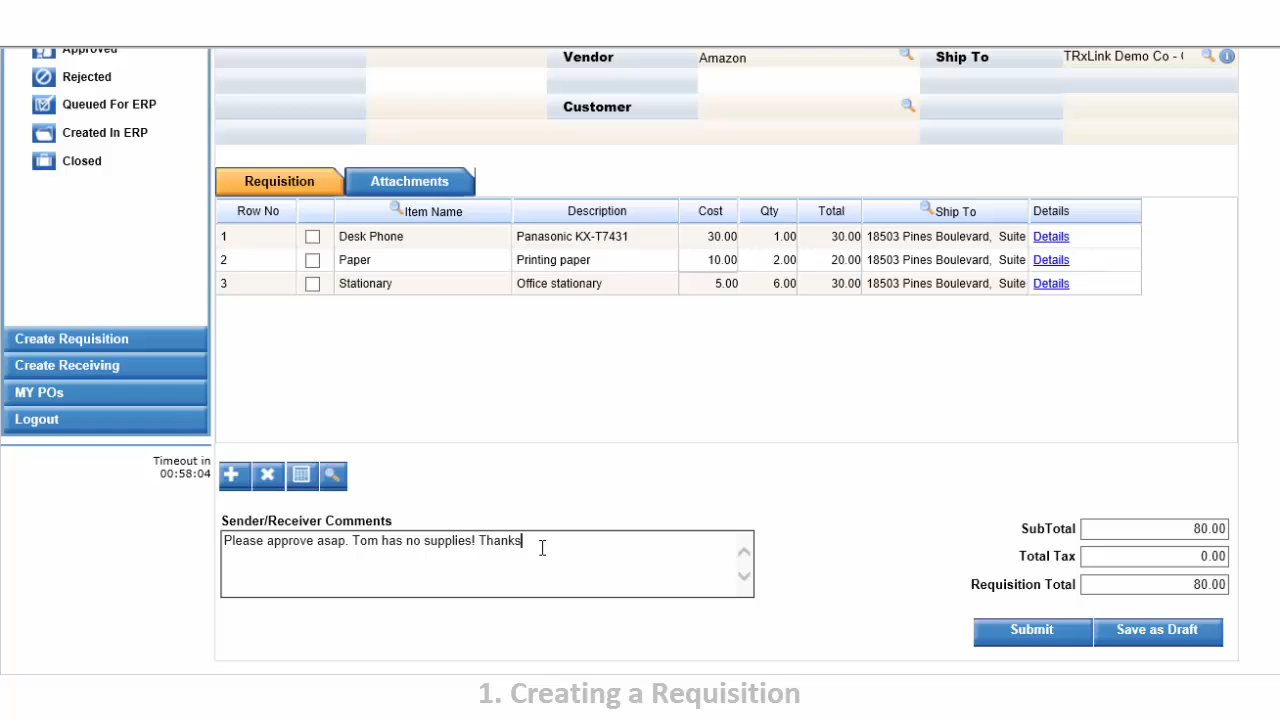 Approved
Rejected
Queued For ERP
Created In ERP
Closed
Create Requisition
Create Receiving
MY POs
Logout
Timeout in
00:58:04
Vendor Amazon Ship To TRxLink Demo Co -
Customer
Requisition Attachments
Row No Item Name Description Cost Qty Total Ship To Details
1 Desk Phone Panasonic KX-T7431 30.00 1.00 30.00 18503 Pines Boulevard, Suite Details
2 Paper Printing paper 10.00 2.00 20.00 18503 Pines Boulevard, Suite Details
3 Stationary Office stationary 5.00 6.00 30.00 18503 Pines Boulevard, Suite Details
Sender/Receiver Comments
Please approve asap. Tom has no supplies! Thanks
SubTotal 80.00
Total Tax 0.00
Requisition Total 80.00
Submit Save as Draft
1. Creating a Requisition